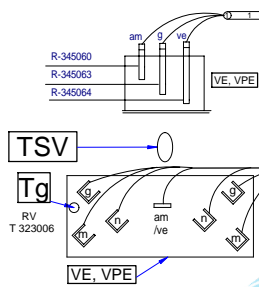 1
am g ve
R-345060
R-345063
R-345064
VE, VPE
TSV
Tg
RV
T 323006
g g
n am n
m /ve m
VE, VPE